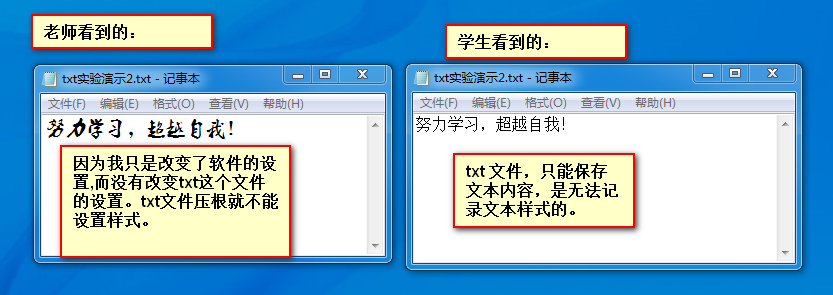 老师看到的：
txt实验演示2.txt - 记事本
文件(F) 编辑(E) 格式(O) 查看(V) 帮助(H)
努力学习，超越自我！
因为我只是改变了软件的设
置,而没有改变txt这个文件
的设置。txt文件压根就不能
设置样式。
学生看到的：
txt实验演示2.txt - 记事本
文件(F) 编辑(E) 格式(O) 查看(V) 帮助(H)
努力学习，超越自我！
txt 文件，只能保存
文本内容，是无法记
录文本样式的。